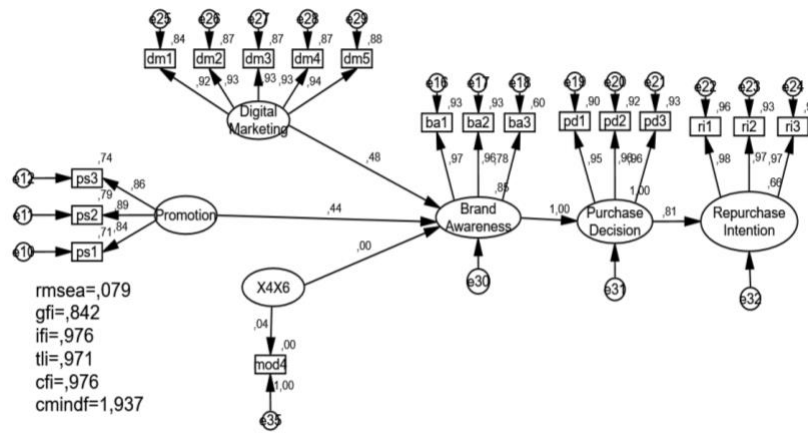 e25 e26 e27 e28 e29
,84 ,87 ,87 ,87 ,88
dm1 dm2 dm3 dm4 dm5
,92 ,93 ,93 ,93 ,94
Digital
Marketing
e16 e17 e18 e19 e20 e21 e22 e23 e24
,93 ,93 ,60 ,90 ,92 ,93 ,96 ,93
ba1 ba2 ba3 pd1 pd2 pd3 ri1 ri2 ri3
,97 ,96 ,78 ,95 ,96 ,96 ,98 ,97 ,97
,48 ,85 1,00 ,66
e12 ps3 ,74 ,86
e11 ps2 ,79 ,89
e10 ps1 ,71 ,84
Promotion
,44
Brand
Awareness
1,00
Purchase
Decision
,81
Repurchase
Intention
,00
X4X6
e30
e31
e32
,04
,00
mod4
1,00
e35
rmsea=,079
gfi=,842
ifi=,976
tli=,971
cfi=,976
cmindf=1,937